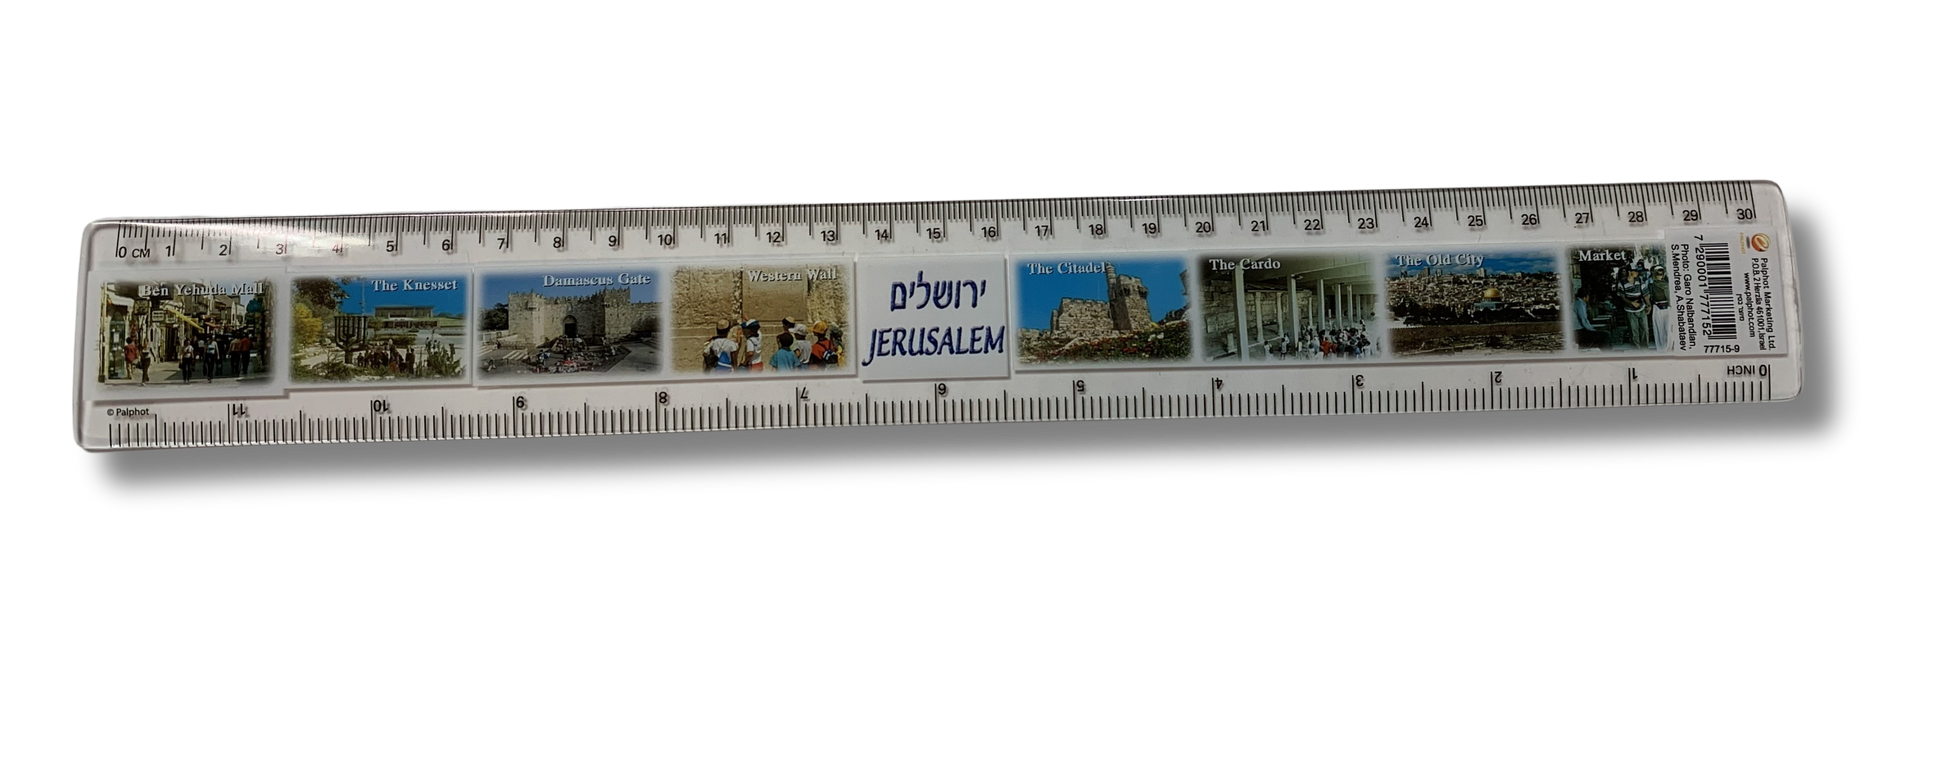 0 CM 1 2 3 4 5 6 7 8 9 10 11 12 13 14 15 16 17 18 19 20 21 22 23 24 25 26 27 28 29 30
Ben Yehuda Mall
The Knesset
Damascus Gate
Western Wall
ירושלים
JERUSALEM
The Citadel
The Cardo
The Old City
Market
Palphot Marketing Ltd.
P.O.B. 2 Herzlia 461001, Israel
www.palphot.com
7 290001 777152
Photo: Garo Nalbandian,
S.Mendrea, A.Shabataev
77715-9
© Palphot
0 INCH 1 2 3 4 5 6 7 8 9 10 11